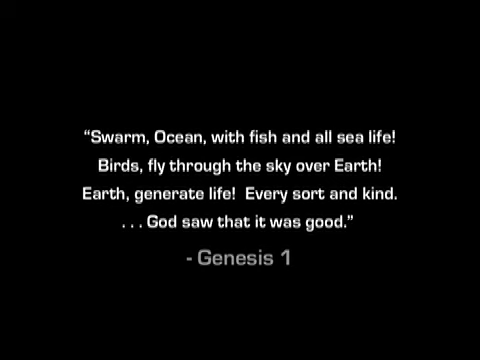 “Swarm, Ocean, with fish and all sea life!
Birds, fly through the sky over Earth!
Earth, generate life!  Every sort and kind.
. . . God saw that it was good.”
- Genesis 1